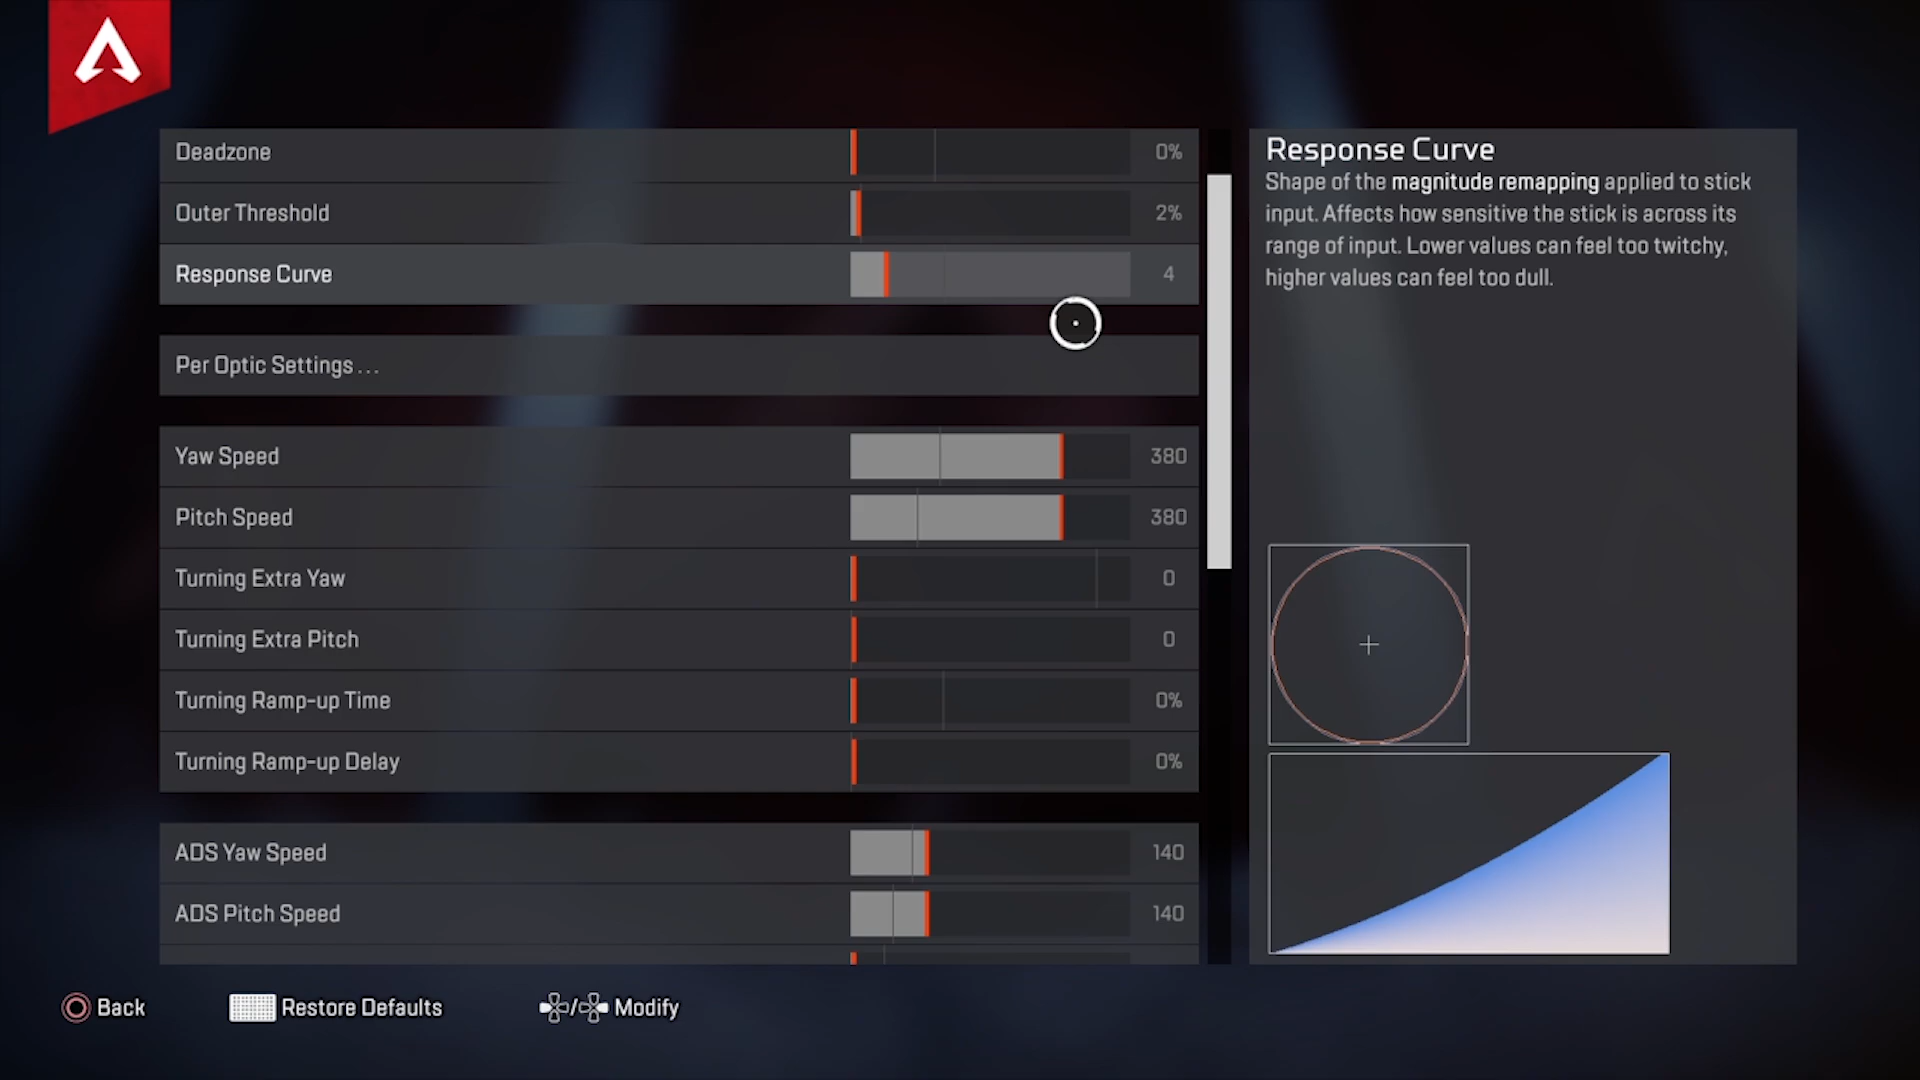 Deadzone 0%
Outer Threshold 2%
Response Curve 4
Per Optic Settings...
Yaw Speed 380
Pitch Speed 380
Turning Extra Yaw 0
Turning Extra Pitch 0
Turning Ramp-up Time 0%
Turning Ramp-up Delay 0%
ADS Yaw Speed 140
ADS Pitch Speed 140
Response Curve
Shape of the magnitude remapping applied to stick
input. Affects how sensitive the stick is across its
range of input. Lower values can feel too twitchy,
higher values can feel too dull.
Back Restore Defaults / Modify